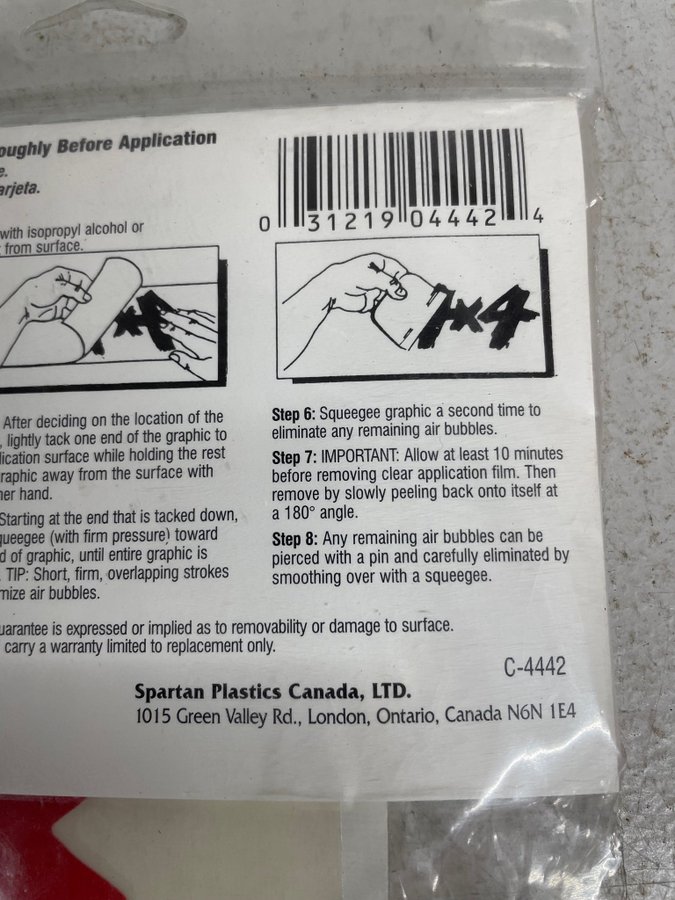 oughly Before Application
e.
arjeta.
with isopropyl alcohol or
from surface.
0 31219 04442 4
4
4x4
After deciding on the location of the
, lightly tack one end of the graphic to
lication surface while holding the rest
raphic away from the surface with
her hand.
Starting at the end that is tacked down,
queegee (with firm pressure) toward
d of graphic, until entire graphic is
. TIP: Short, firm, overlapping strokes
mize air bubbles.
Step 6: Squeegee graphic a second time to
eliminate any remaining air bubbles.
Step 7: IMPORTANT: Allow at least 10 minutes
before removing clear application film. Then
remove by slowly peeling back onto itself at
a 180° angle.
Step 8: Any remaining air bubbles can be
pierced with a pin and carefully eliminated by
smoothing over with a squeegee.
uarantee is expressed or implied as to removability or damage to surface.
carry a warranty limited to replacement only.
C-4442
Spartan Plastics Canada, LTD.
1015 Green Valley Rd., London, Ontario, Canada N6N 1E4